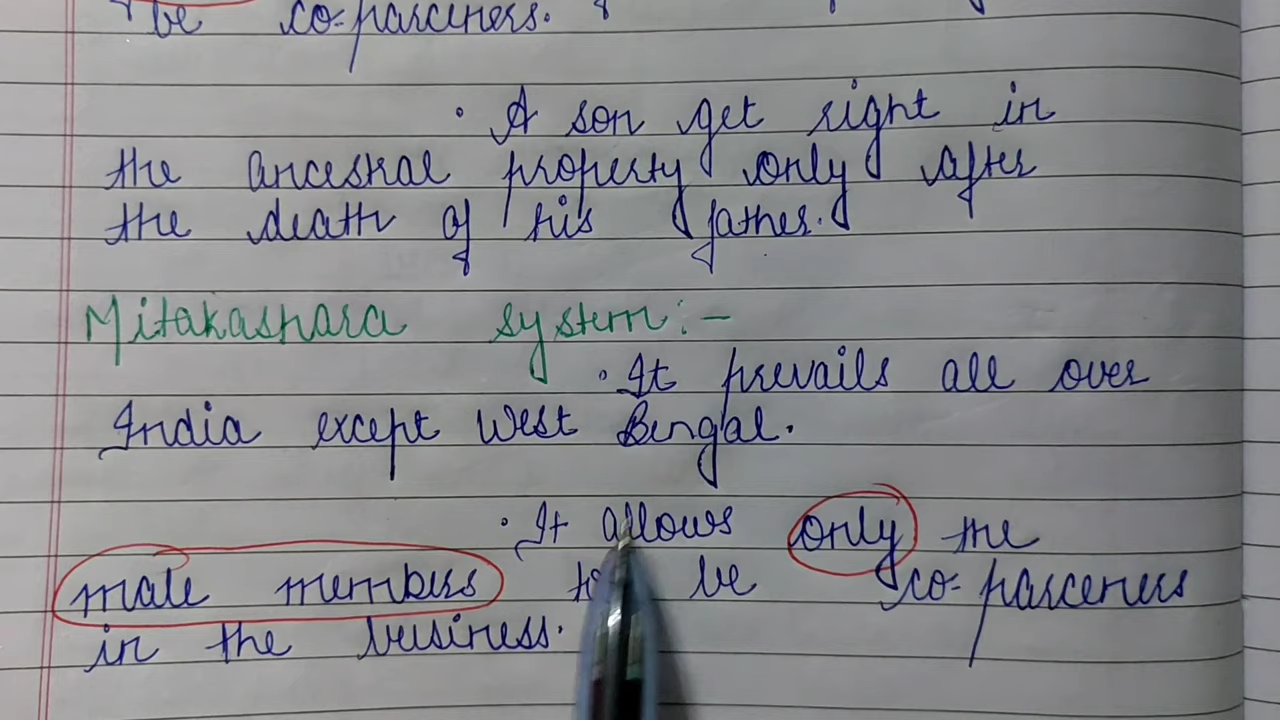 be co-parceners.
• A son get right in
the ancestral property only after
the death of his father.
Mitakashara system:-
• It prevails all over
India except West Bengal.
• It allows only the
male members to be co-parceners
in the business.